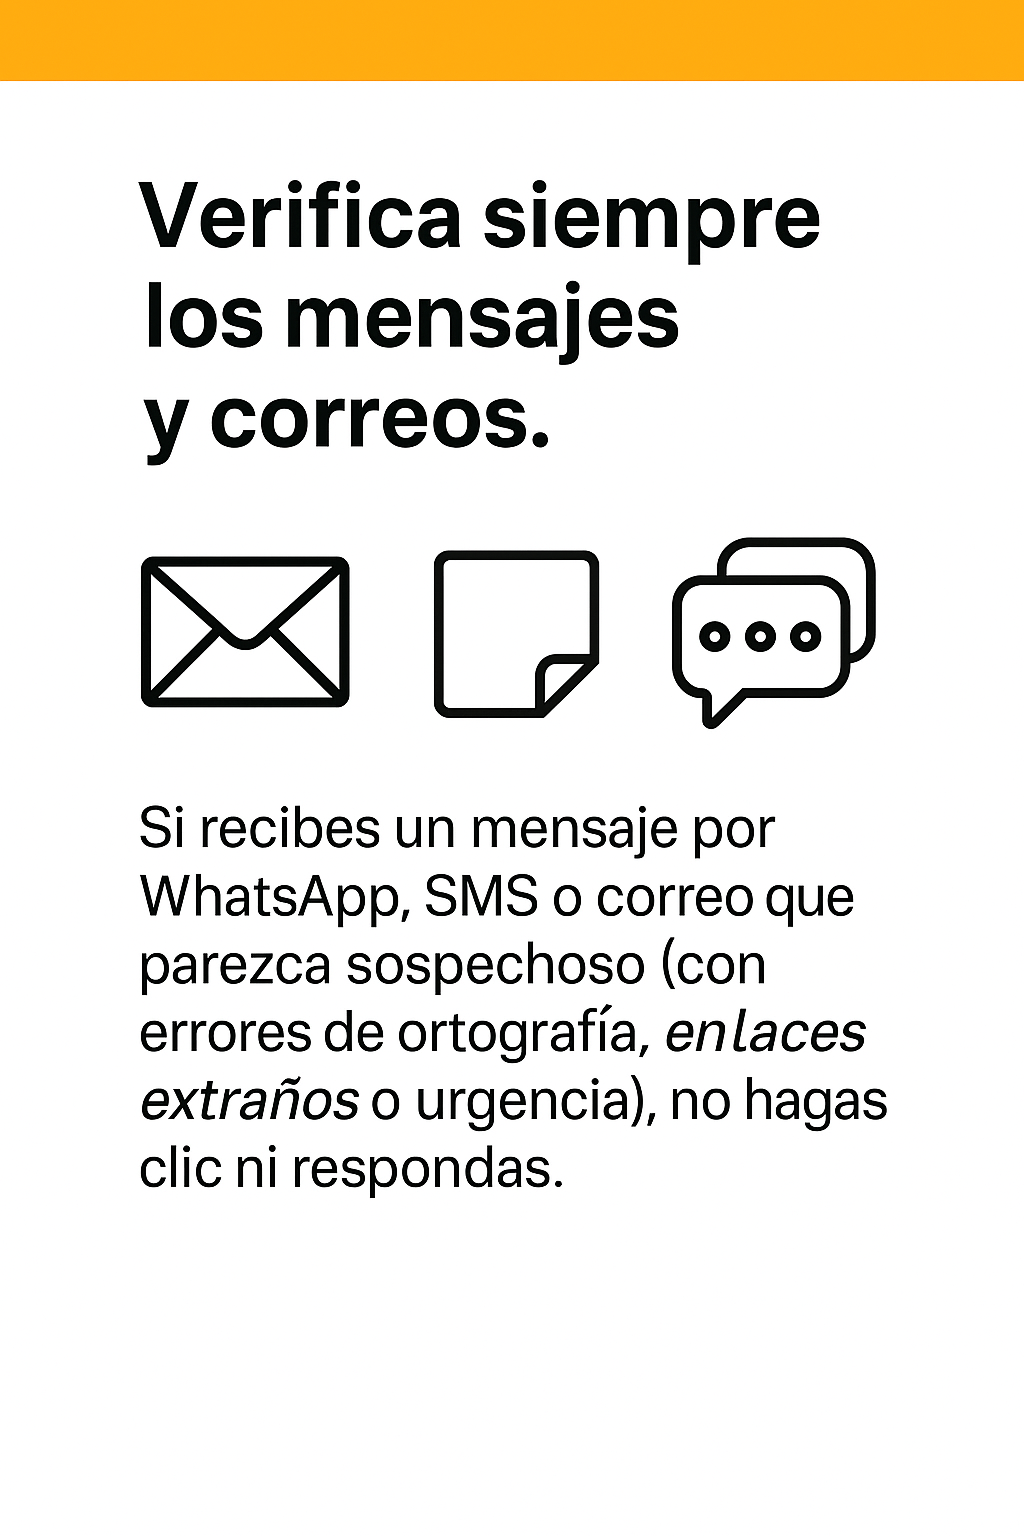 Verifica siempre
los mensajes
y correos.
Si recibes un mensaje por
WhatsApp, SMS o correo que
parezca sospechoso (con
errores de ortografía, enlaces
extraños o urgencia), no hagas
clic ni respondas.